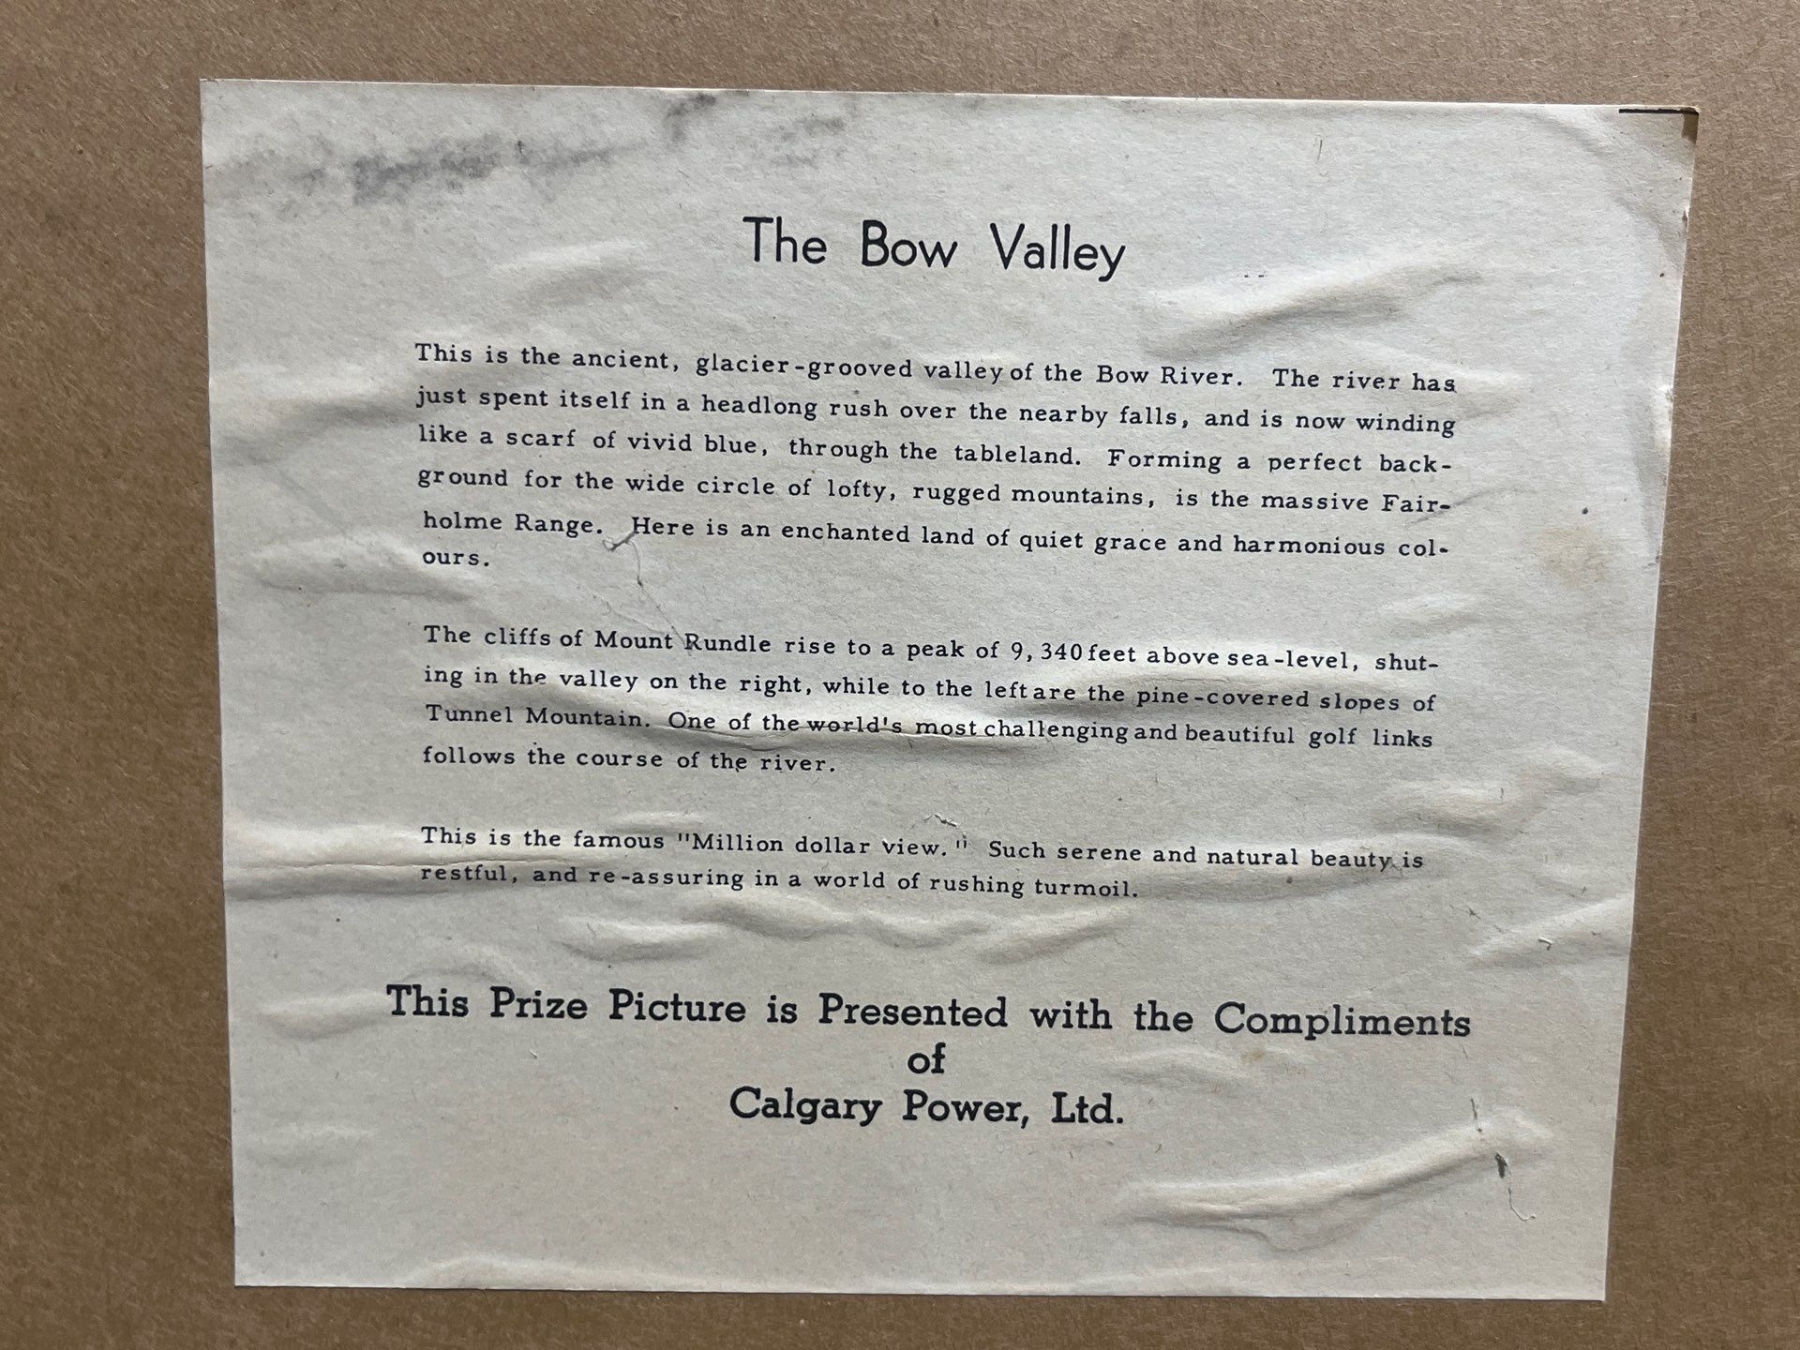 The Bow Valley
This is the ancient, glacier-grooved valley of the Bow River. The river has
just spent itself in a headlong rush over the nearby falls, and is now winding
like a scarf of vivid blue, through the tableland. Forming a perfect back-
ground for the wide circle of lofty, rugged mountains, is the massive Fair-
holme Range. Here is an enchanted land of quiet grace and harmonious col-
ours.
The cliffs of Mount Rundle rise to a peak of 9,340 feet above sea-level, shut-
ing in the valley on the right, while to the left are the pine-covered slopes of
Tunnel Mountain. One of the world's most challenging and beautiful golf links
follows the course of the river.
This is the famous "Million dollar view." Such serene and natural beauty is
restful, and re-assuring in a world of rushing turmoil.
This Prize Picture is Presented with the Compliments
of
Calgary Power, Ltd.